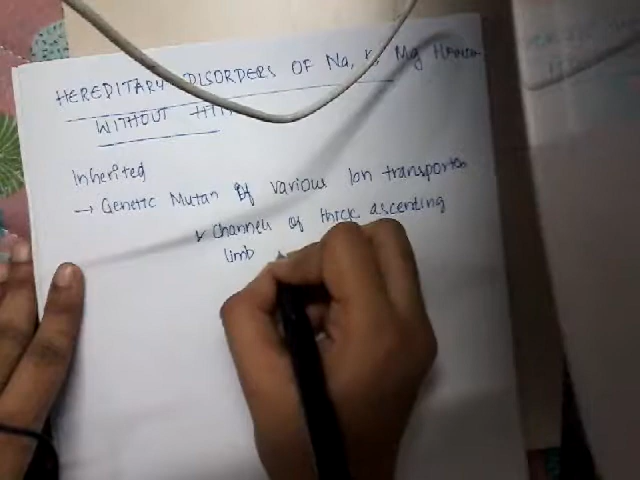 HEREDITARY DISORDERS OF Na, K, Mg
WITHOUT
Inherited
→ Genetic Mutan of various Ion transporters
& channels of thick ascending
limb